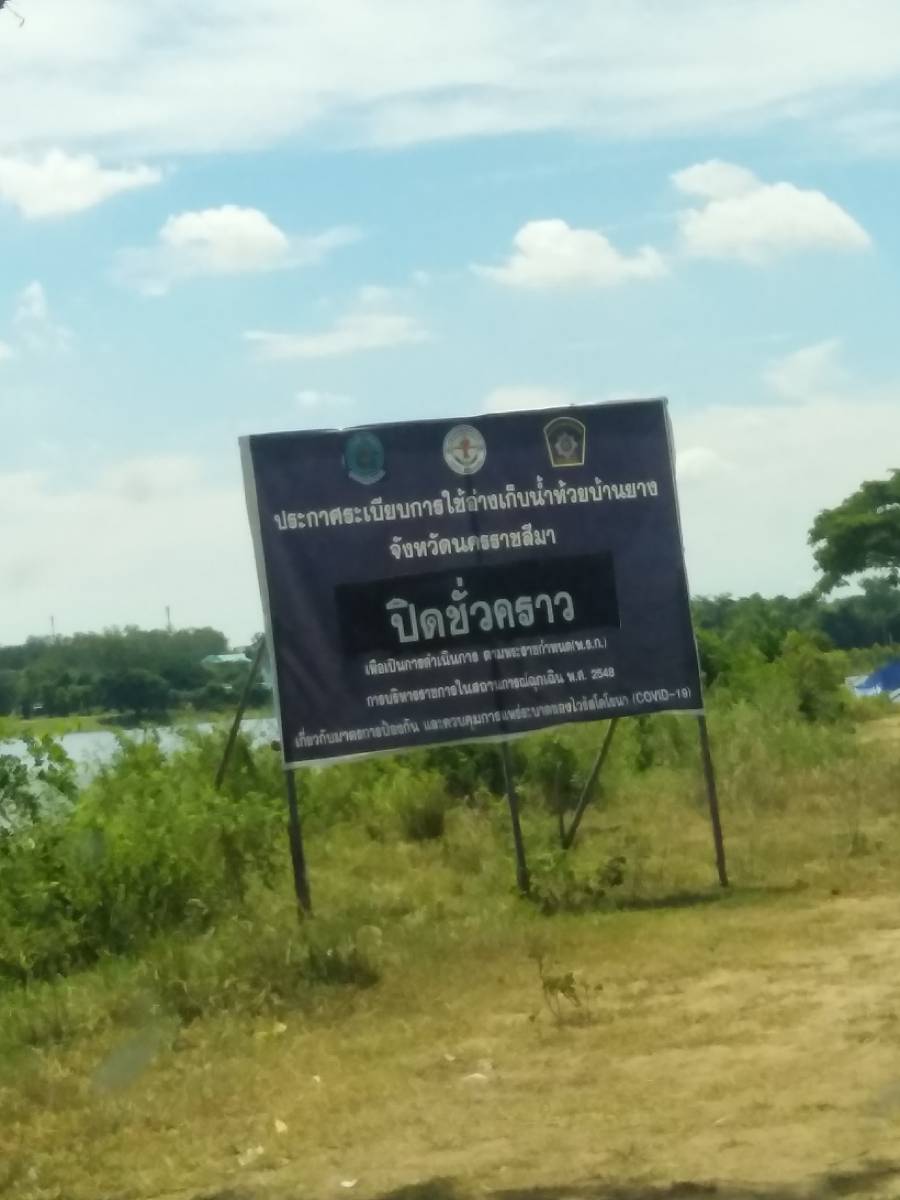 ประกาศระเบียบการใช้อ่างเก็บน้ำห้วยบ้านยาง
จังหวัดนครราชสีมา
ปิดชั่วคราว
เพื่อเป็นการดำเนินการ ตามพระราชกำหนด(พ.ร.ก.)
การบริหารราชการในสถานการณ์ฉุกเฉิน พ.ศ. 2548
เกี่ยวกับมาตรการป้องกัน และควบคุมการแพร่ระบาดของไวรัสโคโรนา (COVID-19)